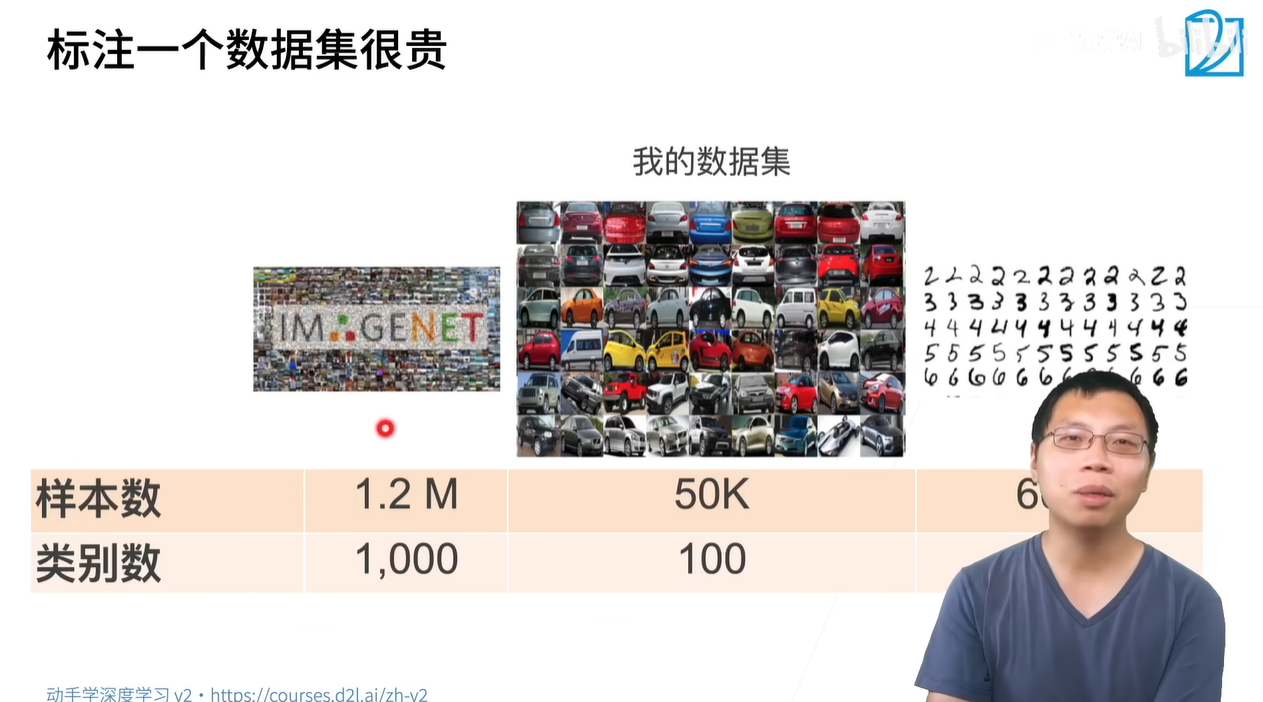 标注一个数据集很贵
bilibili
我的数据集
IMAGENET
2 2 2 2 2 2 2 2 2 2 2 2
3 3 3 3 3 3 3 3 3 3 3 3
4 4 4 4 4 4 4 4 4 4 4 4
5 5 5 5 5 5 5 5 5 5 5 5
6 6 6 6 6 6 6 6 6
样本数 1.2 M 50K 6
类别数 1,000 100
动手学深度学习 v2 • https://courses.d2l.ai/zh-v2